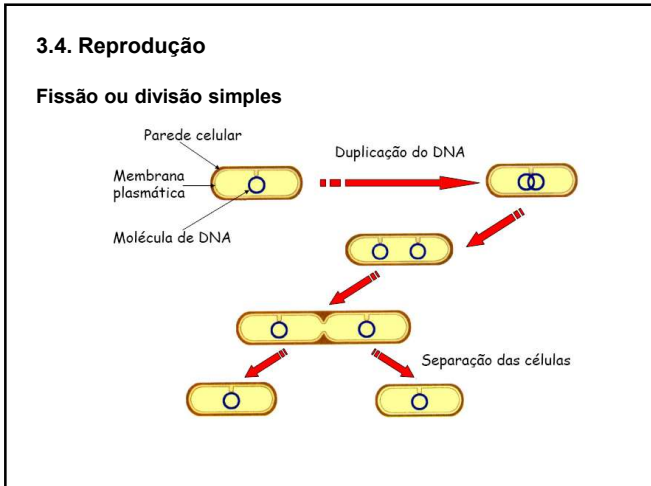 3.4. Reprodução
Fissão ou divisão simples
Parede celular
Duplicação do DNA
Membrana
plasmática
Molécula de DNA
Separação das células